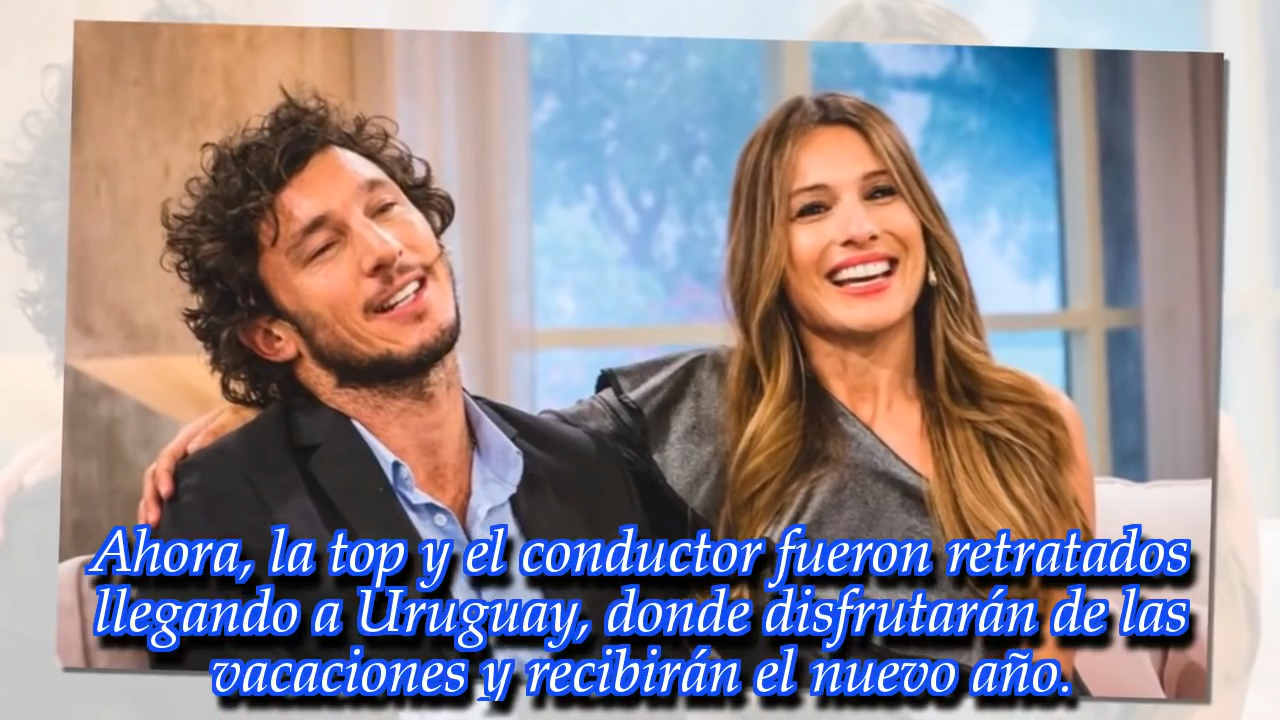 Ahora, la top y el conductor fueron retratados
llegando a Uruguay, donde disfrutarán de las
vacaciones y recibirán el nuevo año.